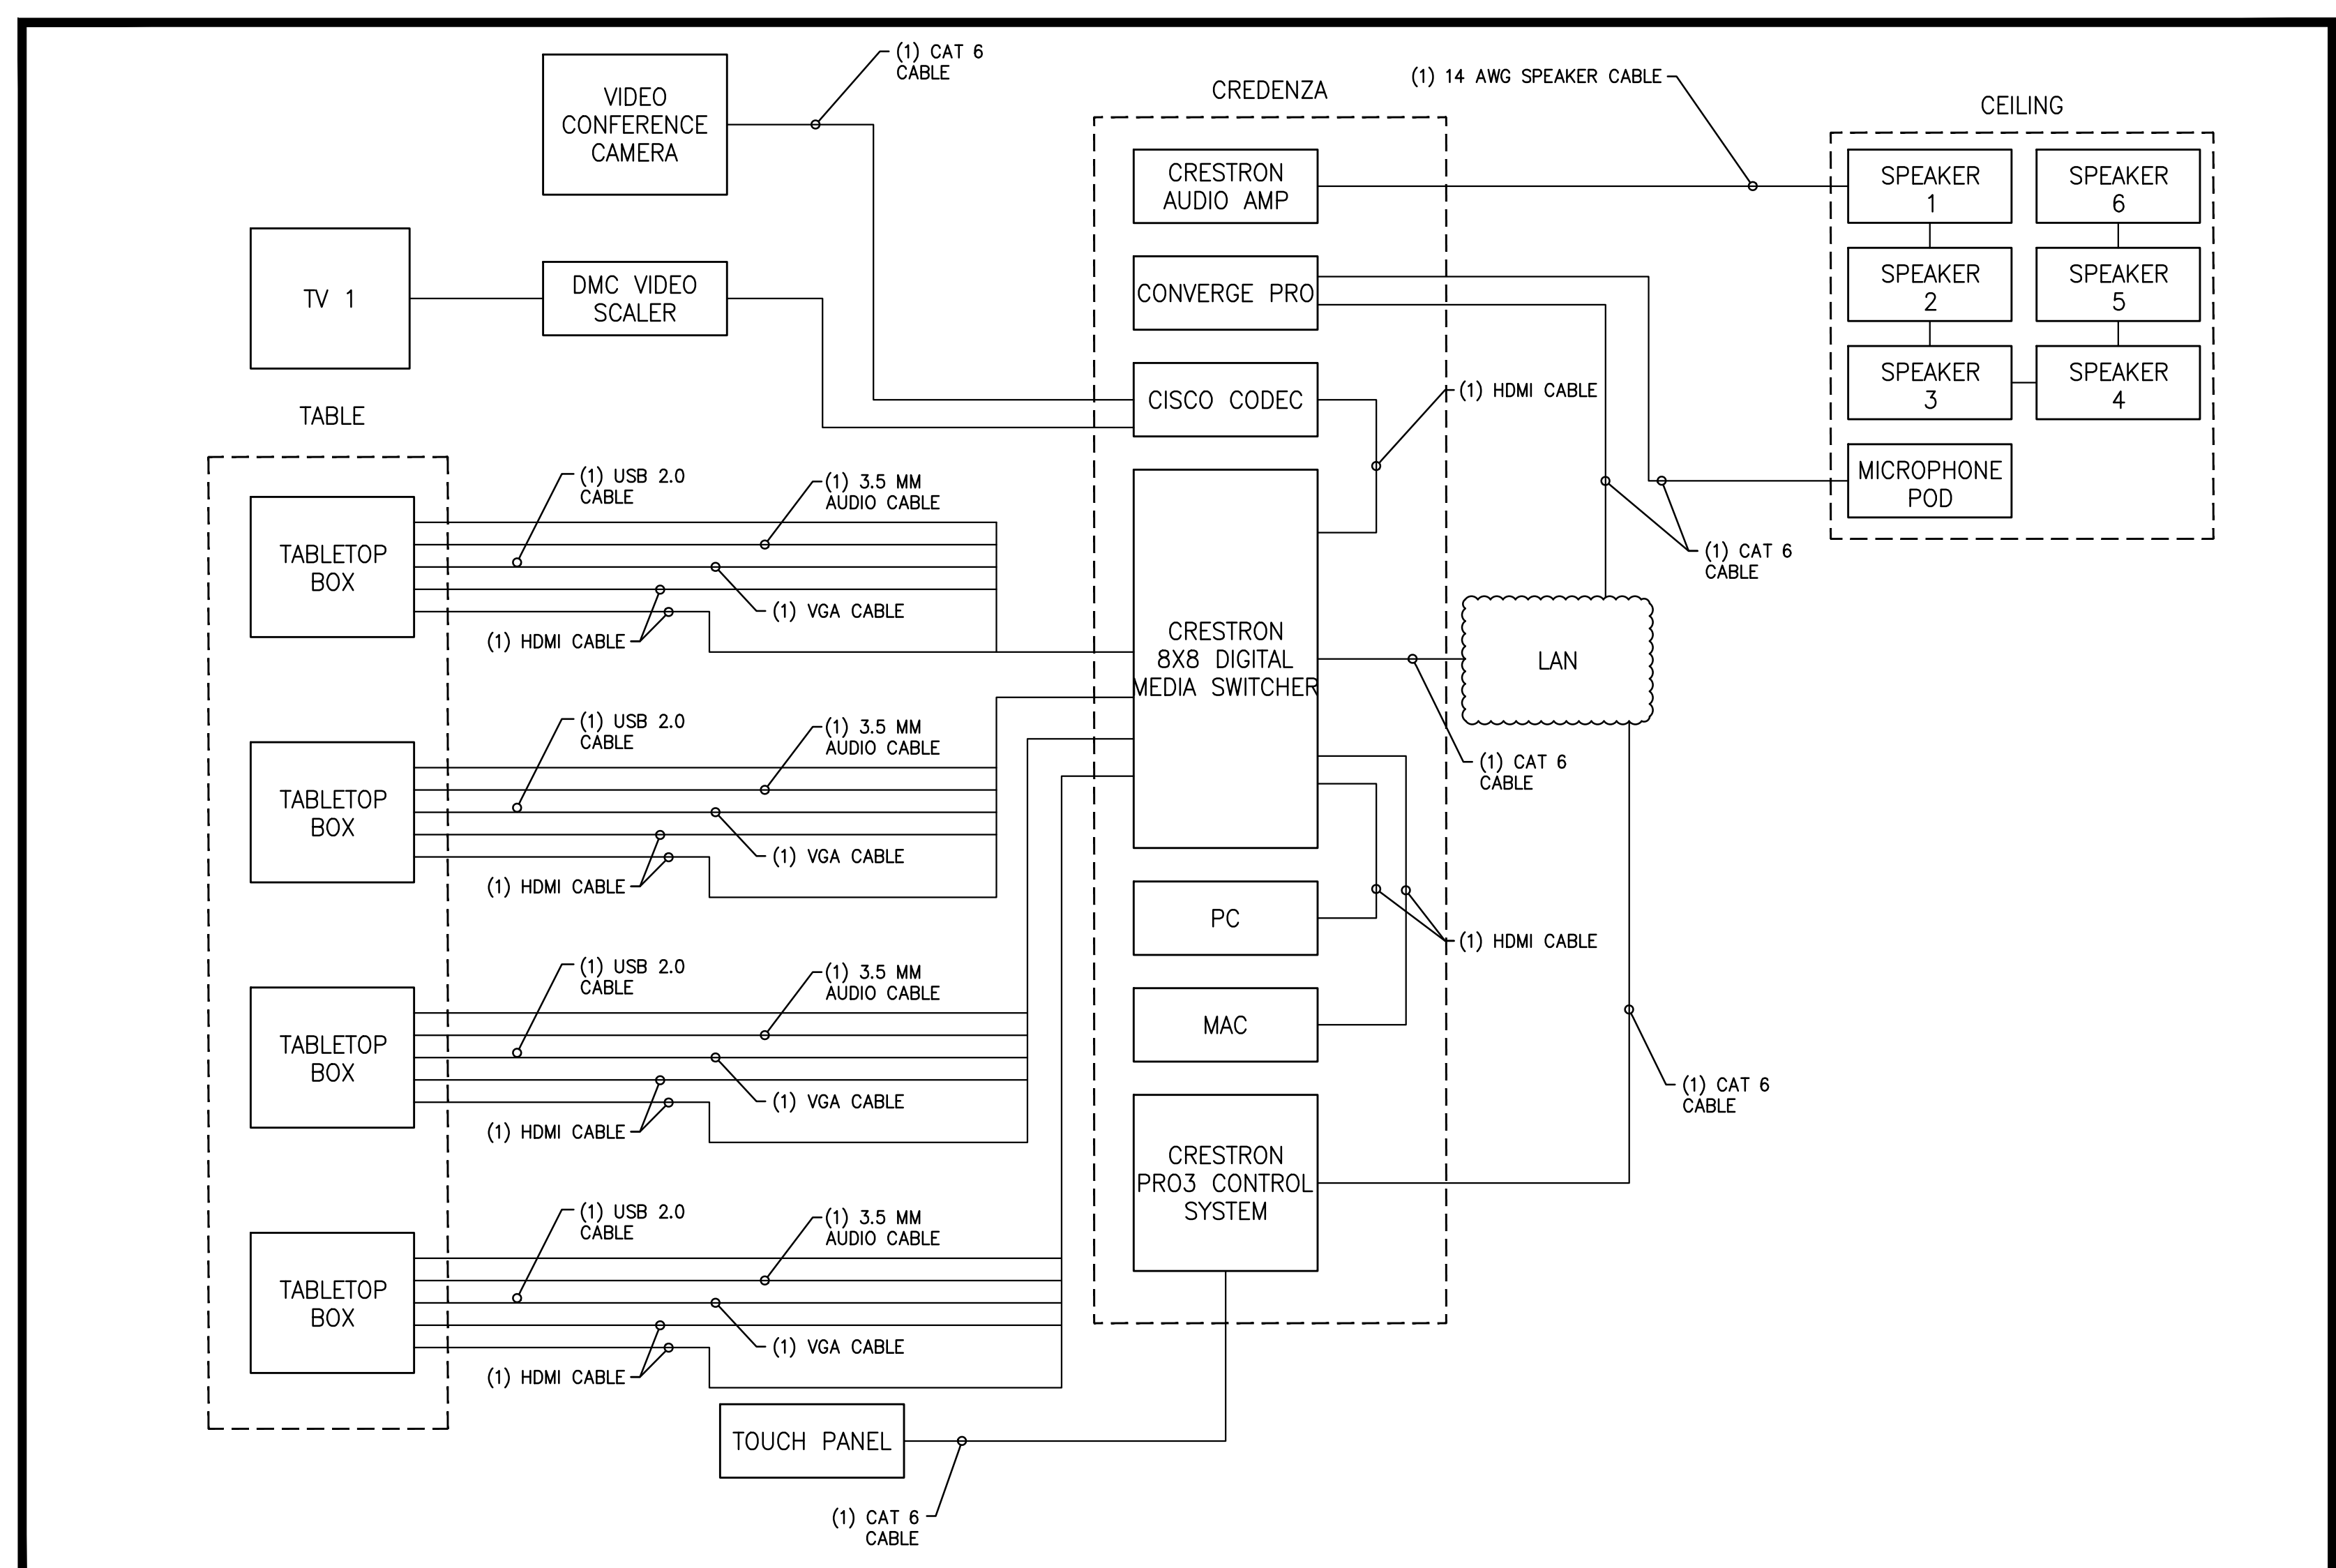 (1) CAT 6
CABLE
VIDEO
CONFERENCE
CAMERA
TV 1
DMC VIDEO
SCALER
TABLE
TABLETOP
BOX
(1) USB 2.0
CABLE
(1) 3.5 MM
AUDIO CABLE
(1) VGA CABLE
(1) HDMI CABLE
TABLETOP
BOX
(1) USB 2.0
CABLE
(1) 3.5 MM
AUDIO CABLE
(1) VGA CABLE
(1) HDMI CABLE
TABLETOP
BOX
(1) USB 2.0
CABLE
(1) 3.5 MM
AUDIO CABLE
(1) VGA CABLE
(1) HDMI CABLE
TABLETOP
BOX
(1) USB 2.0
CABLE
(1) 3.5 MM
AUDIO CABLE
(1) VGA CABLE
(1) HDMI CABLE
TOUCH PANEL
(1) CAT 6
CABLE
CREDENZA
CRESTRON
AUDIO AMP
CONVERGE PRO
CISCO CODEC
CRESTRON
8X8 DIGITAL
MEDIA SWITCHER
PC
MAC
CRESTRON
PRO3 CONTROL
SYSTEM
(1) 14 AWG SPEAKER CABLE
(1) HDMI CABLE
(1) CAT 6
CABLE
LAN
(1) CAT 6
CABLE
(1) HDMI CABLE
(1) CAT 6
CABLE
CEILING
SPEAKER
1
SPEAKER
6
SPEAKER
2
SPEAKER
5
SPEAKER
3
SPEAKER
4
MICROPHONE
POD